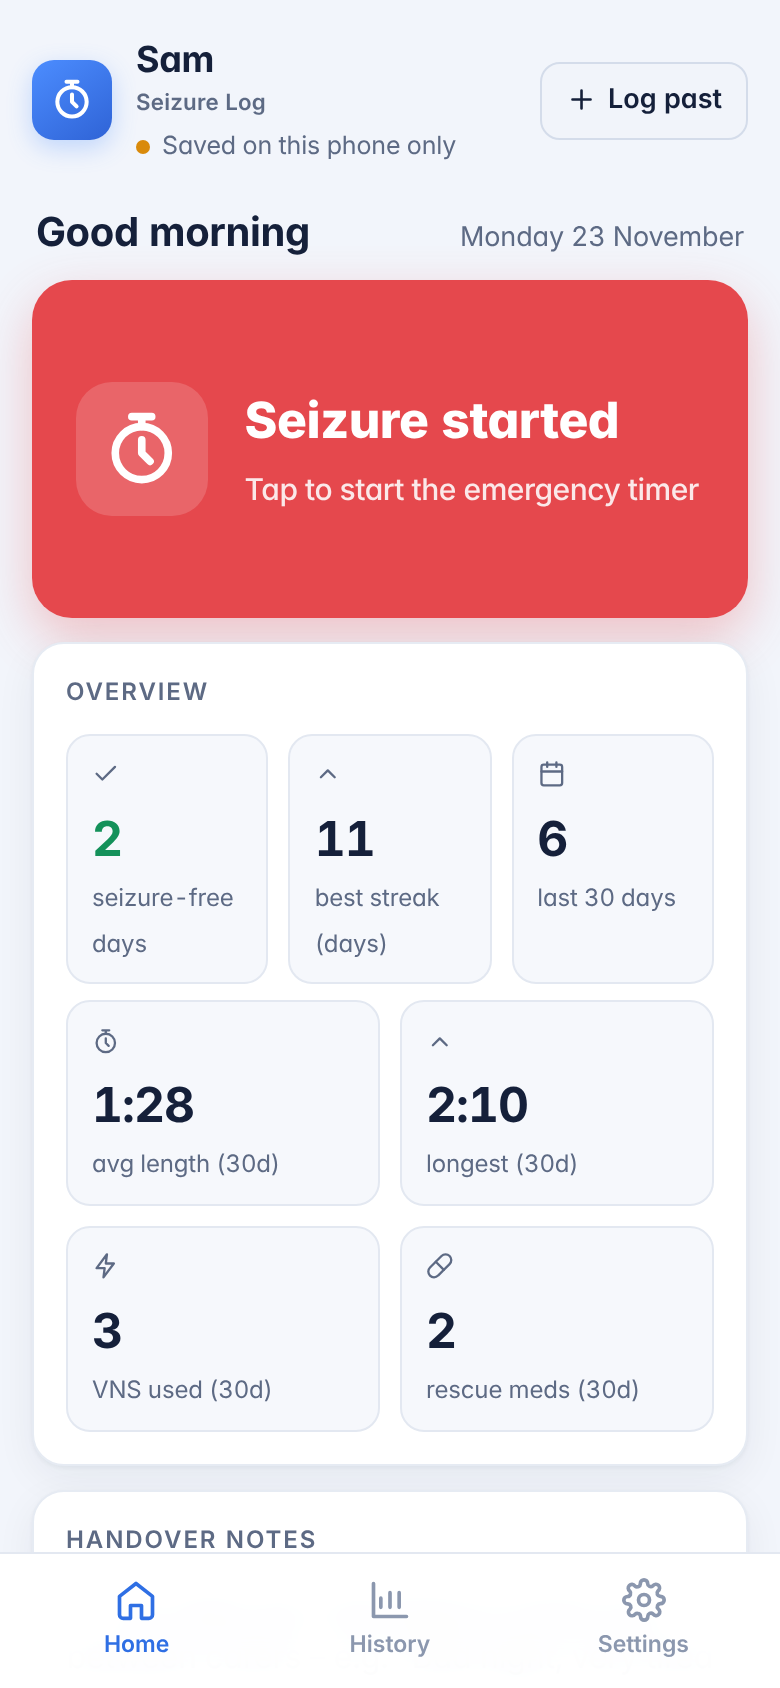 Sam
Seizure Log
Saved on this phone only
+ Log past
Good morning
Monday 23 November
Seizure started
Tap to start the emergency timer
OVERVIEW
2
seizure-free
days
11
best streak
(days)
6
last 30 days
1:28
avg length (30d)
2:10
longest (30d)
3
VNS used (30d)
2
rescue meds (30d)
HANDOVER NOTES
Home
History
Settings